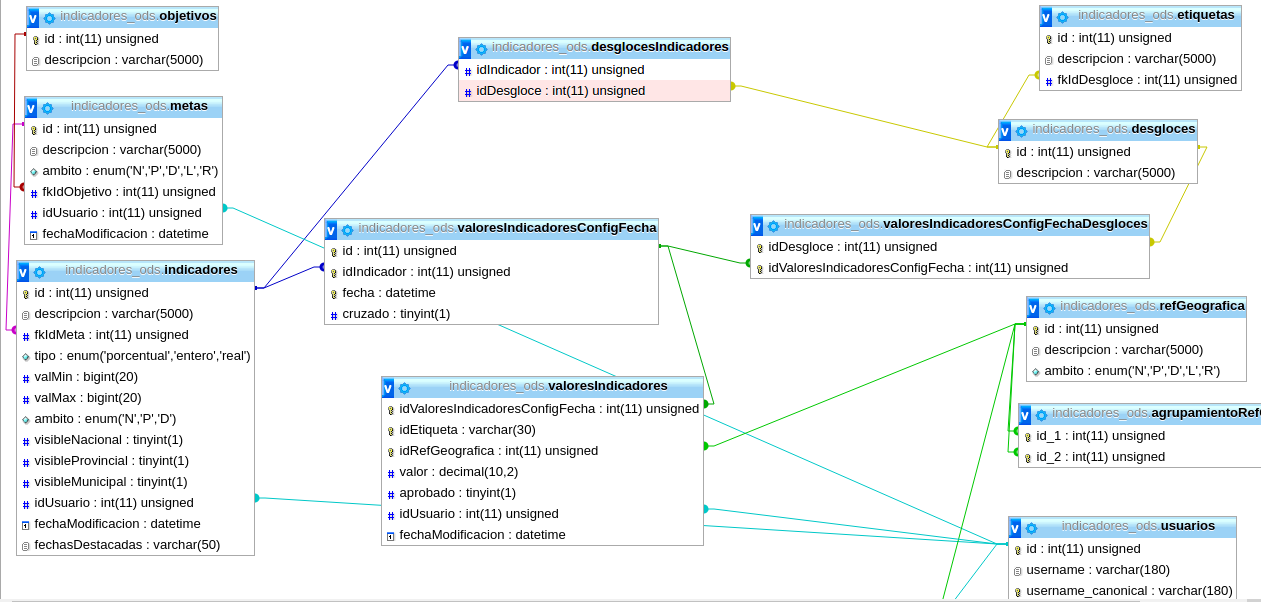 indicadores_ods.objetivos
id : int(11) unsigned
descripcion : varchar(5000)
indicadores_ods.metas
id : int(11) unsigned
descripcion : varchar(5000)
ambito : enum('N','P','D','L','R')
fkIdObjetivo : int(11) unsigned
idUsuario : int(11) unsigned
fechaModificacion : datetime
indicadores_ods.indicadores
id : int(11) unsigned
descripcion : varchar(5000)
fkIdMeta : int(11) unsigned
tipo : enum('porcentual','entero','real')
valMin : bigint(20)
valMax : bigint(20)
ambito : enum('N','P','D')
visibleNacional : tinyint(1)
visibleProvincial : tinyint(1)
visibleMunicipal : tinyint(1)
idUsuario : int(11) unsigned
fechaModificacion : datetime
fechasDestacadas : varchar(50)
indicadores_ods.desglocesIndicadores
idIndicador : int(11) unsigned
idDesgloce : int(11) unsigned
indicadores_ods.valoresIndicadoresConfigFecha
id : int(11) unsigned
idIndicador : int(11) unsigned
fecha : datetime
cruzado : tinyint(1)
indicadores_ods.valoresIndicadores
idValoresIndicadoresConfigFecha : int(11) unsigned
idEtiqueta : varchar(30)
idRefGeografica : int(11) unsigned
valor : decimal(10,2)
aprobado : tinyint(1)
idUsuario : int(11) unsigned
fechaModificacion : datetime
indicadores_ods.etiquetas
id : int(11) unsigned
descripcion : varchar(5000)
fkIdDesgloce : int(11) unsigned
indicadores_ods.desgloces
id : int(11) unsigned
descripcion : varchar(5000)
indicadores_ods.valoresIndicadoresConfigFechaDesgloces
idDesgloce : int(11) unsigned
idValoresIndicadoresConfigFecha : int(11) unsigned
indicadores_ods.refGeografica
id : int(11) unsigned
descripcion : varchar(5000)
ambito : enum('N','P','D','L','R')
indicadores_ods.agrupamientoRef
id_1 : int(11) unsigned
id_2 : int(11) unsigned
indicadores_ods.usuarios
id : int(11) unsigned
username : varchar(180)
username_canonical : varchar(180)